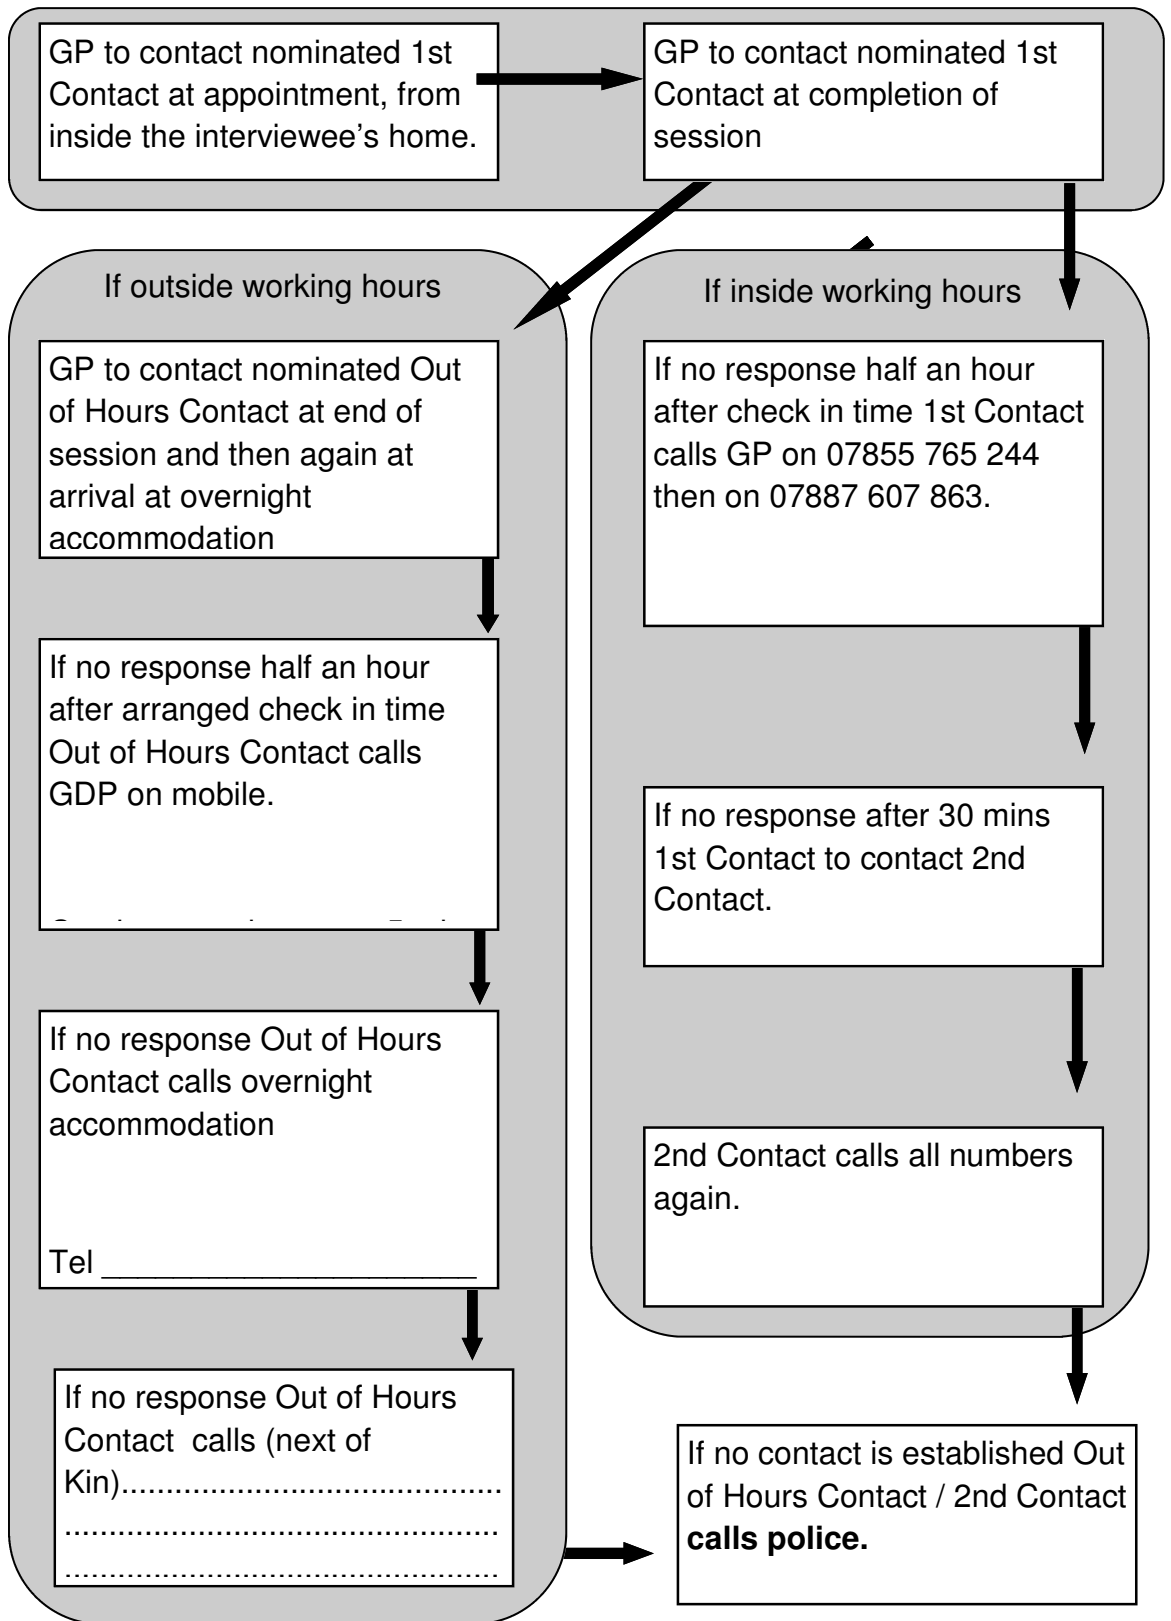 GP to contact nominated 1st
Contact at appointment, from
inside the interviewee's home.
GP to contact nominated 1st
Contact at completion of
session
If outside working hours
GP to contact nominated Out
of Hours Contact at end of
session and then again at
arrival at overnight
accommodation
If no response half an hour
after arranged check in time
Out of Hours Contact calls
GDP on mobile.
If no response Out of Hours
Contact calls overnight
accommodation
Tel _____________________
If no response Out of Hours
Contact  calls (next of
Kin)...........................................
.................................................
.................................................
If inside working hours
If no response half an hour
after check in time 1st Contact
calls GP on 07855 765 244
then on 07887 607 863.
If no response after 30 mins
1st Contact to contact 2nd
Contact.
2nd Contact calls all numbers
again.
If no contact is established Out
of Hours Contact / 2nd Contact
calls police.